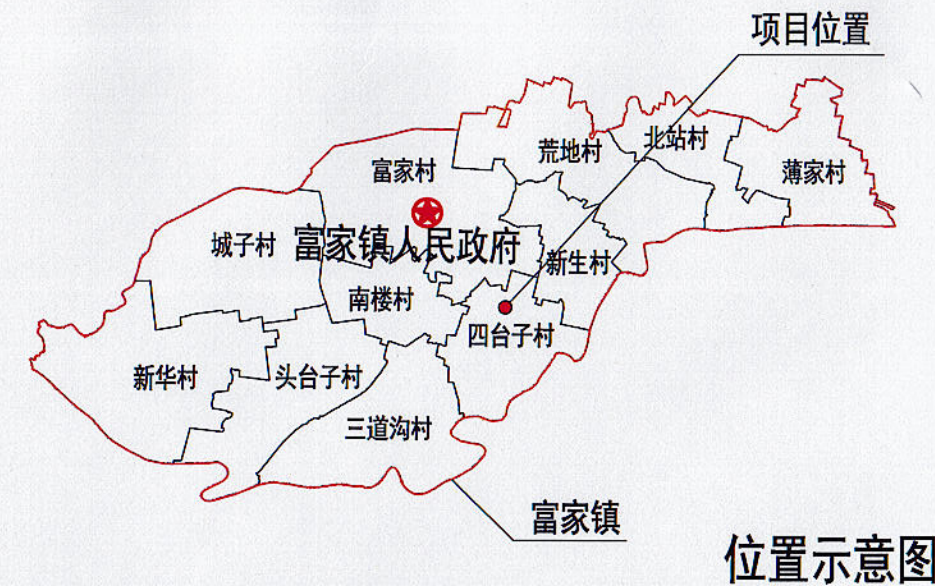 项目位置
北站村
荒地村
富家村
薄家村
城子村
富家镇人民政府
新生村
南楼村
四台子村
新华村
头台子村
三道沟村
富家镇
位置示意图